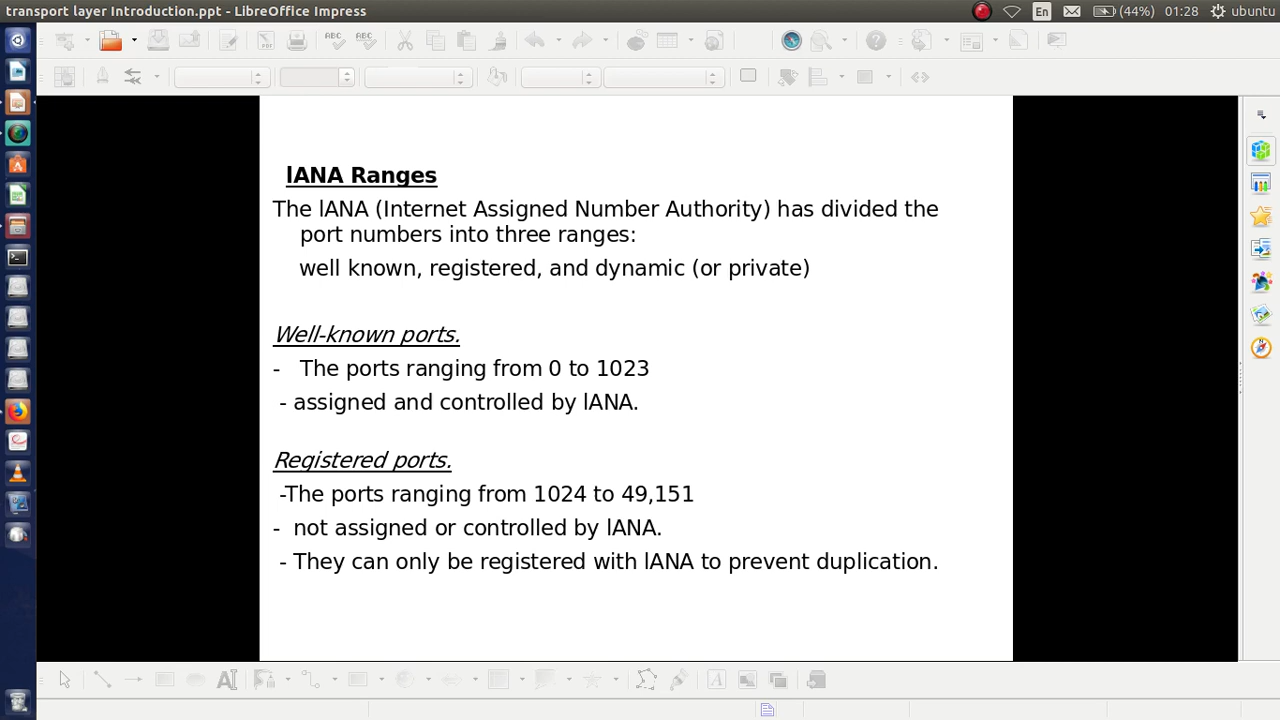 transport layer Introduction.ppt - LibreOffice Impress
En (44%) 01:28 ubuntu
lANA Ranges
The lANA (Internet Assigned Number Authority) has divided the
port numbers into three ranges:
well known, registered, and dynamic (or private)
Well-known ports.
- The ports ranging from 0 to 1023
- assigned and controlled by lANA.
Registered ports.
-The ports ranging from 1024 to 49,151
- not assigned or controlled by lANA.
- They can only be registered with lANA to prevent duplication.